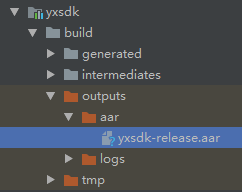 yxsdk
build
generated
intermediates
outputs
aar
yxsdk-release.aar
logs
tmp